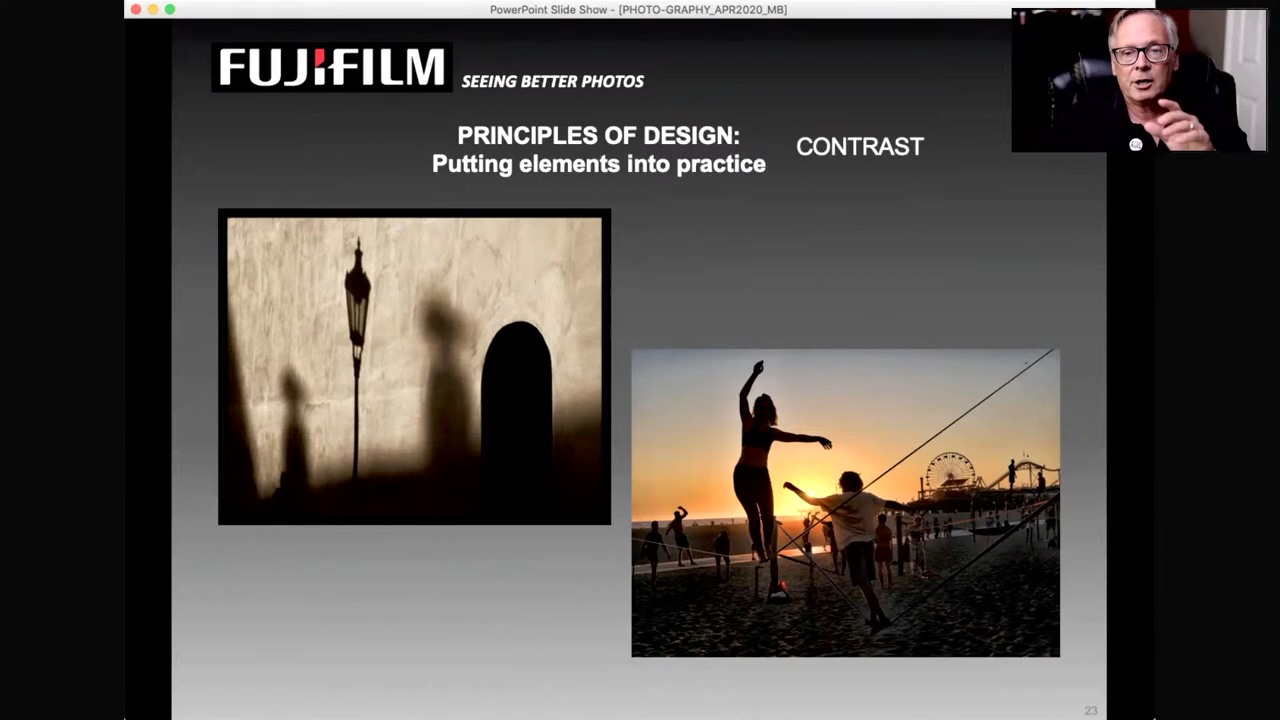 PowerPoint Slide Show - [PHOTO-GRAPHY_APR2020_MB]
FUJIFILM
SEEING BETTER PHOTOS
PRINCIPLES OF DESIGN:
Putting elements into practice
CONTRAST
23